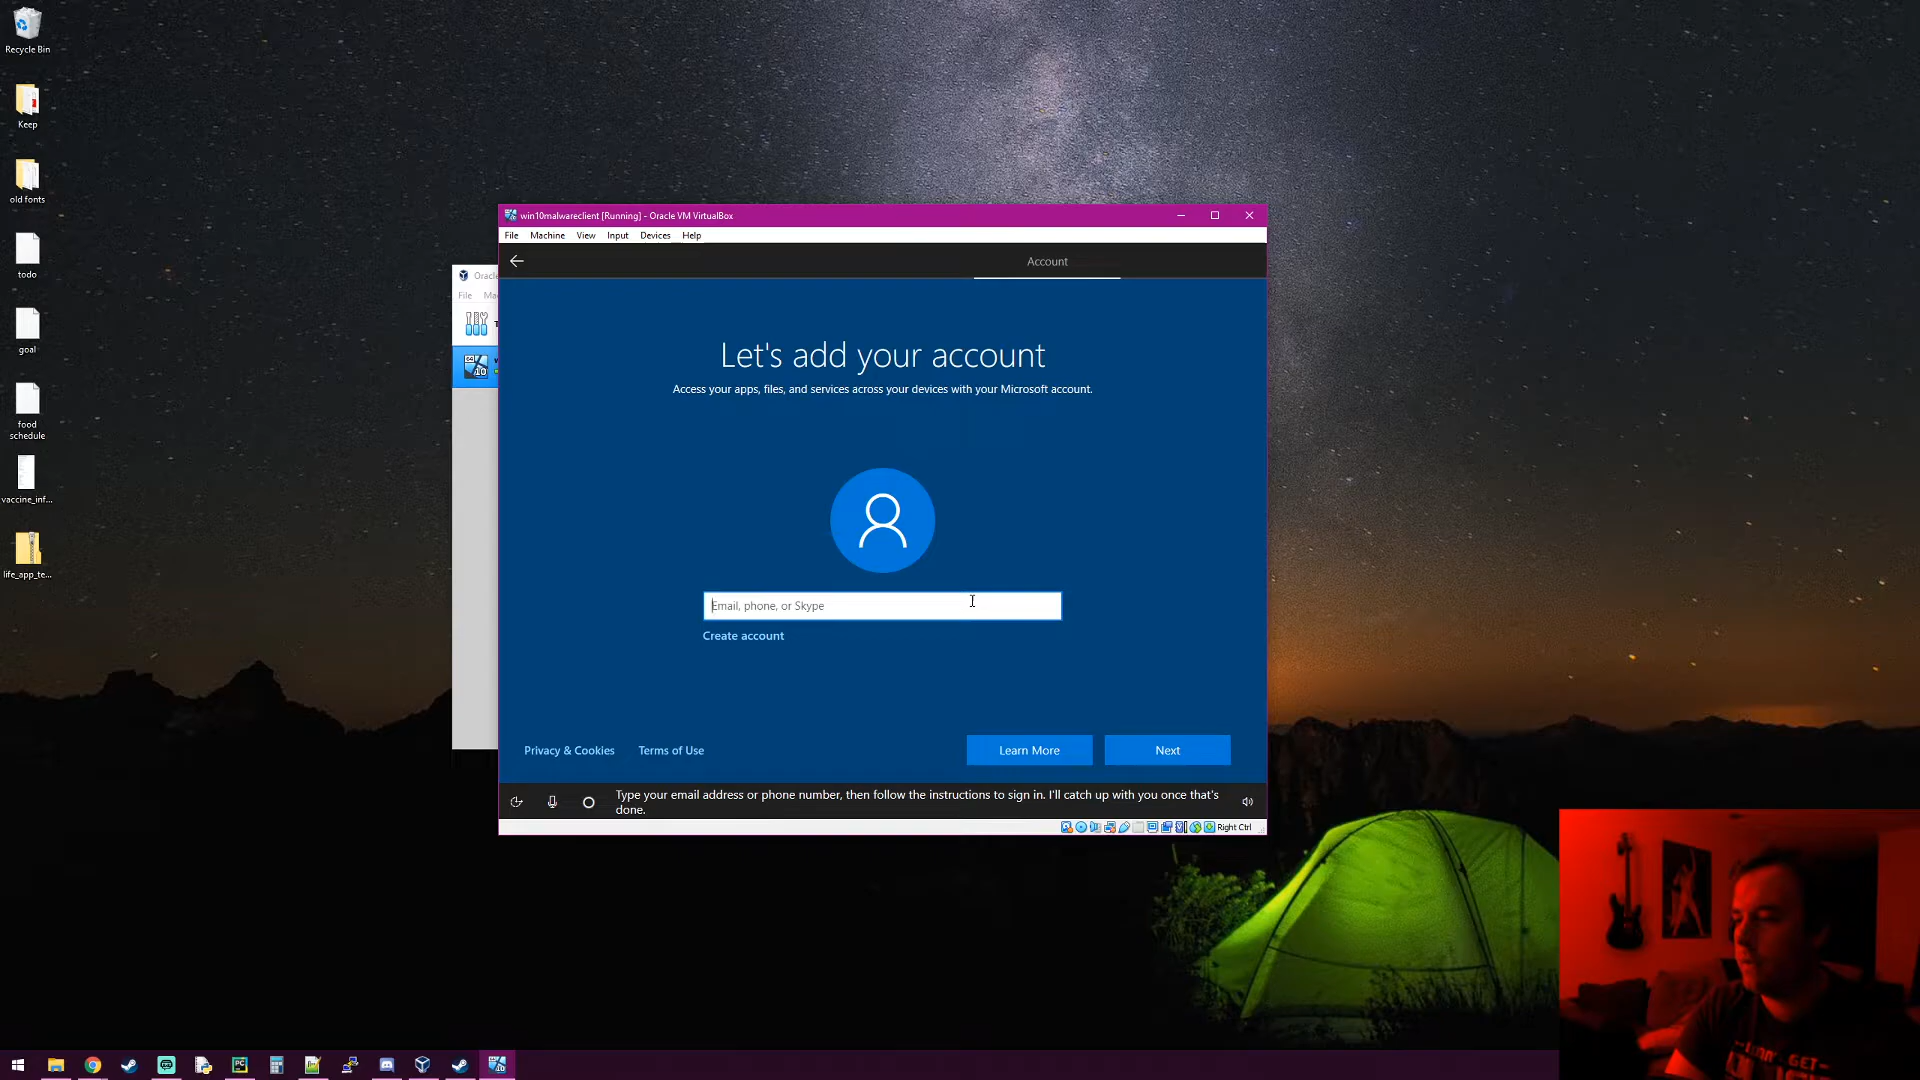 Recycle Bin
Keep
old fonts
todo
goal
food
schedule
vaccine_inf...
life_app_te...
Oracle
File
win10malwareclient [Running] - Oracle VM VirtualBox
File Machine View Input Devices Help
Account
Let's add your account
Access your apps, files, and services across your devices with your Microsoft account.
Email, phone, or Skype
Create account
Privacy & Cookies
Terms of Use
Learn More
Next
Type your email address or phone number, then follow the instructions to sign in. I'll catch up with you once that's
done.
Right Ctrl
GET